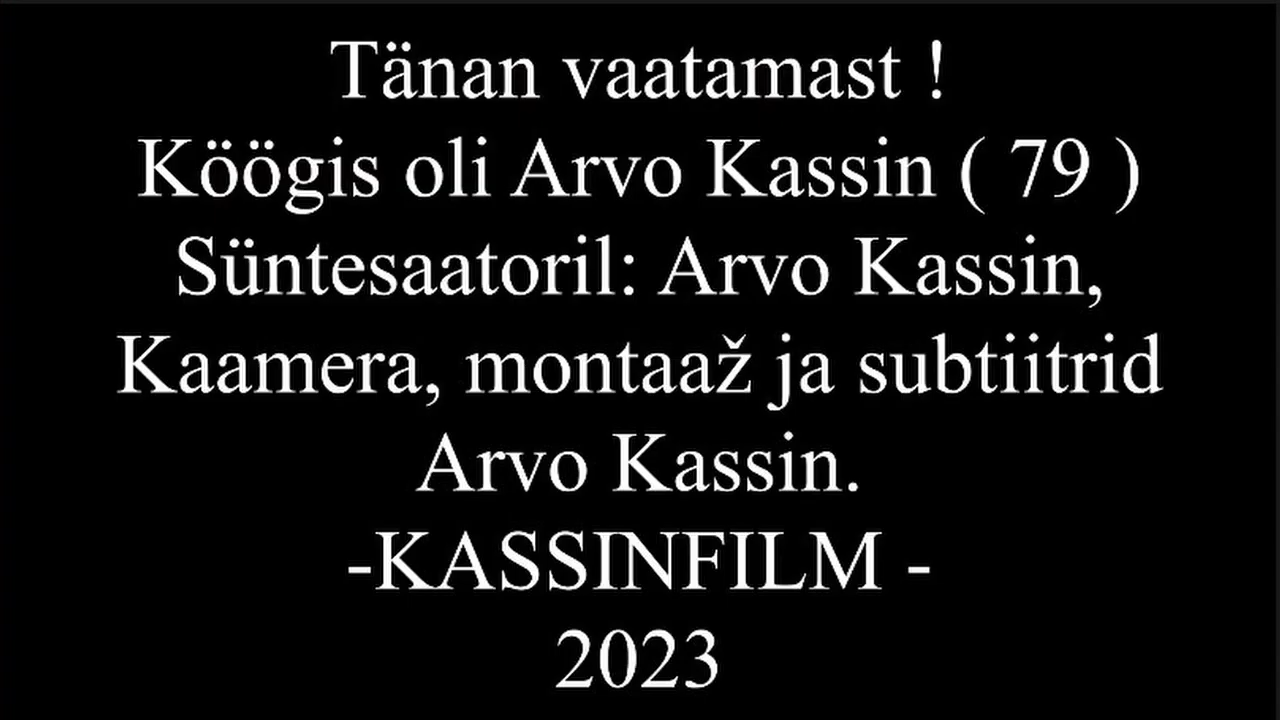 Tänan vaatamast !
Köögis oli Arvo Kassin ( 79 )
Süntesaatoril: Arvo Kassin,
Kaamera, montaaž ja subtiitrid
Arvo Kassin.
-KASSINFILM -
2023